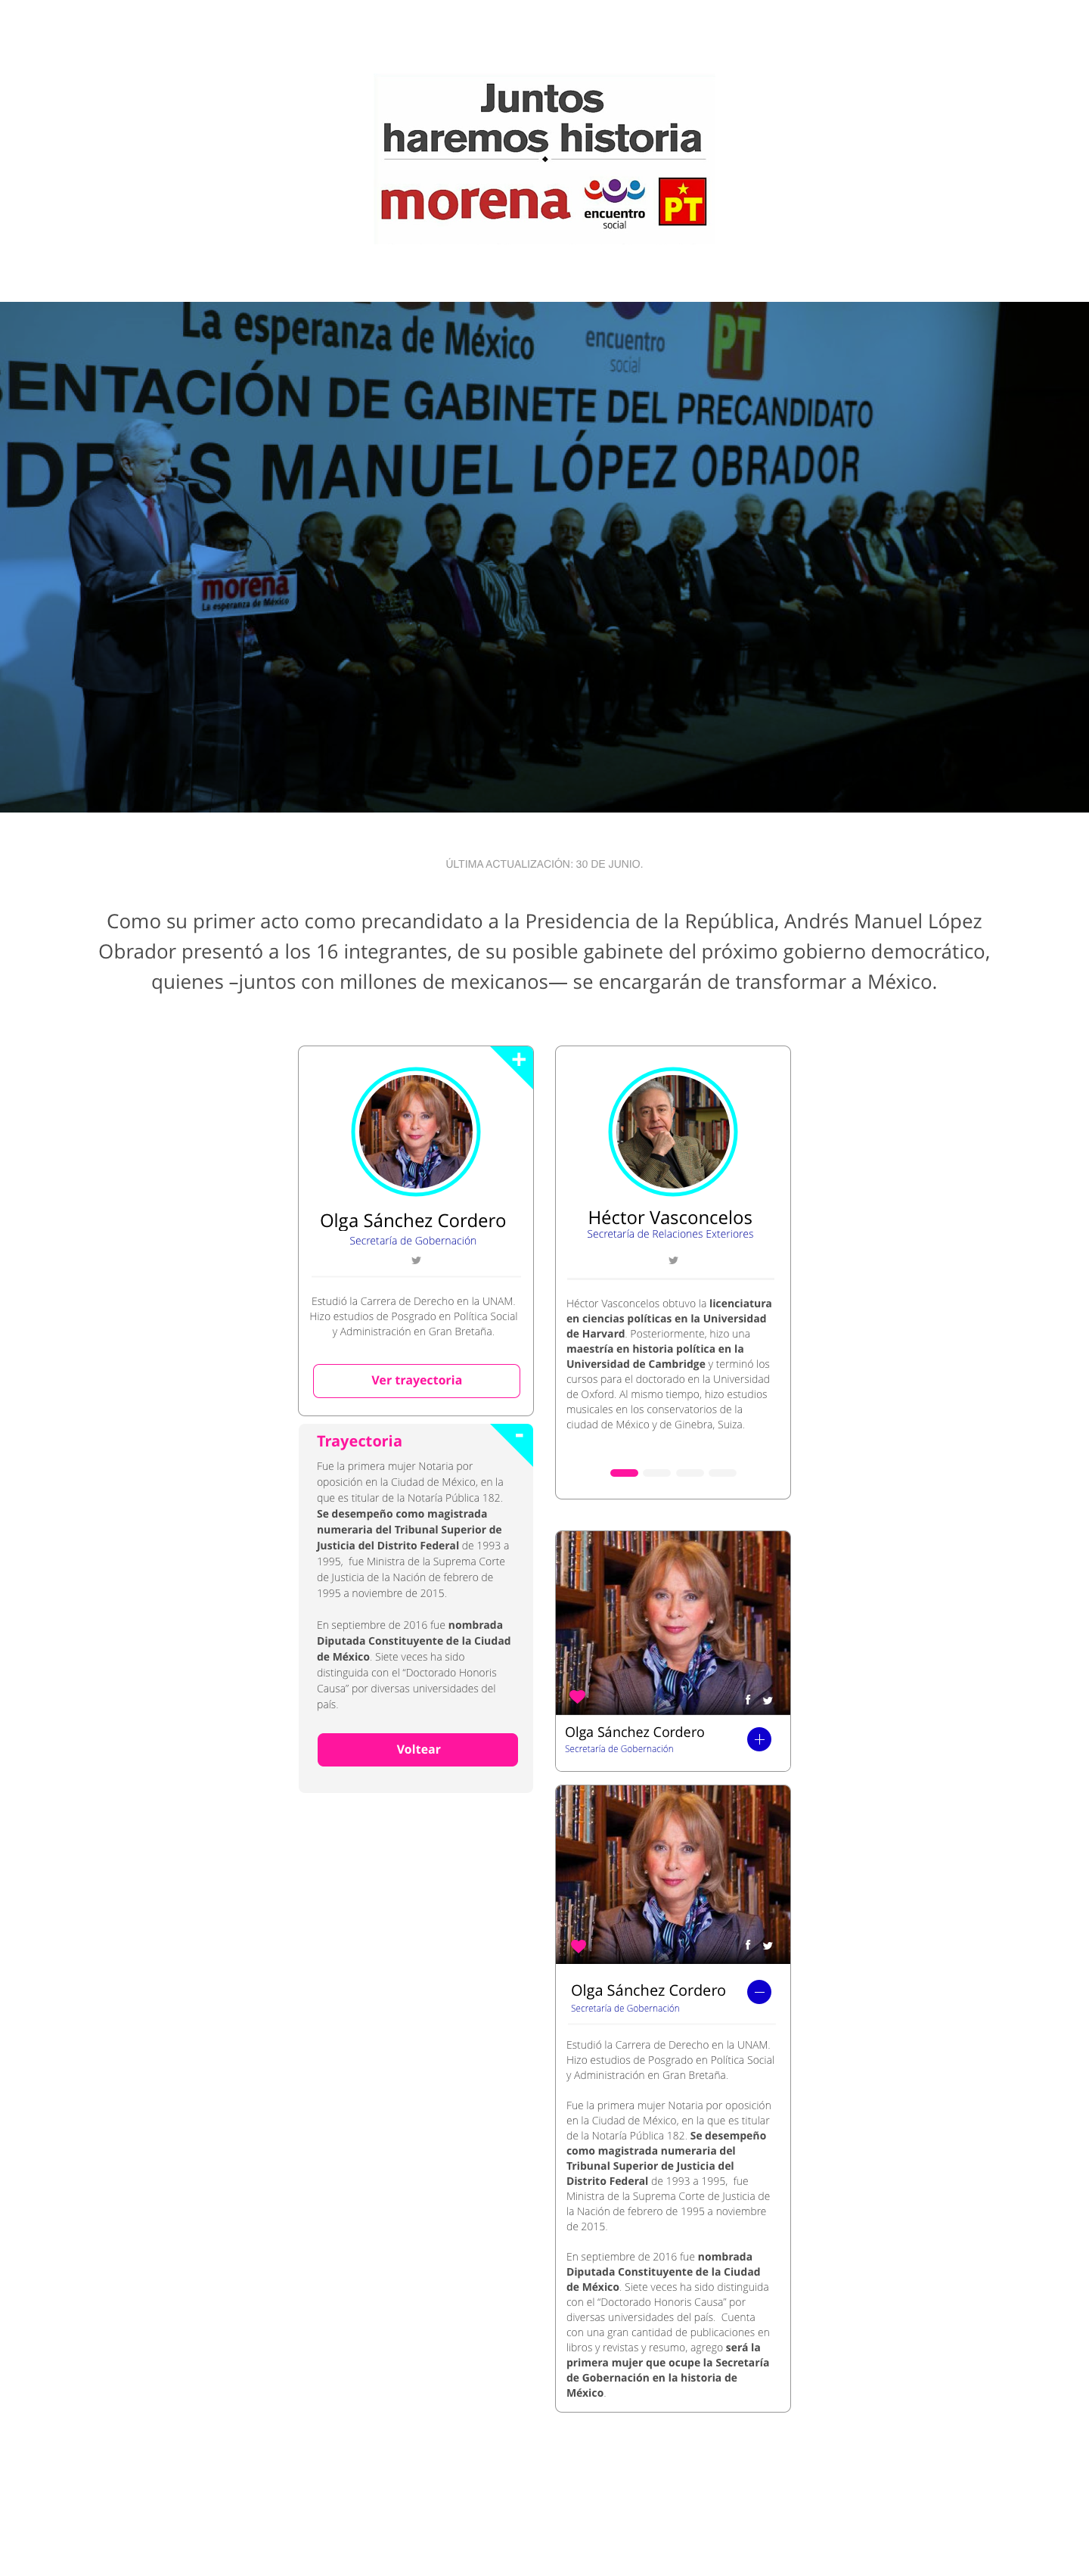 Juntos
haremos historia
morena
encuentro
social
PT
La esperanza de México
encuentro
social
PT
SENTACIÓN DE GABINETE DEL PRECANDIDATO
DRÉS MANUEL LÓPEZ OBRADOR
morena
La esperanza de México
ÚLTIMA ACTUALIZACIÓN: 30 DE JUNIO.
Como su primer acto como precandidato a la Presidencia de la República, Andrés Manuel López
Obrador presentó a los 16 integrantes, de su posible gabinete del próximo gobierno democrático,
quienes –juntos con millones de mexicanos— se encargarán de transformar a México.
+
Olga Sánchez Cordero
Secretaría de Gobernación
Estudió la Carrera de Derecho en la UNAM.
Hizo estudios de Posgrado en Política Social
y Administración en Gran Bretaña.
Ver trayectoria
-
Trayectoria
Fue la primera mujer Notaria por
oposición en la Ciudad de México, en la
que es titular de la Notaría Pública 182.
Se desempeño como magistrada
numeraria del Tribunal Superior de
Justicia del Distrito Federal de 1993 a
1995, fue Ministra de la Suprema Corte
de Justicia de la Nación de febrero de
1995 a noviembre de 2015.
En septiembre de 2016 fue nombrada
Diputada Constituyente de la Ciudad
de México. Siete veces ha sido
distinguida con el “Doctorado Honoris
Causa” por diversas universidades del
país.
Voltear
Héctor Vasconcelos
Secretaría de Relaciones Exteriores
Héctor Vasconcelos obtuvo la licenciatura
en ciencias políticas en la Universidad
de Harvard. Posteriormente, hizo una
maestría en historia política en la
Universidad de Cambridge y terminó los
cursos para el doctorado en la Universidad
de Oxford. Al mismo tiempo, hizo estudios
musicales en los conservatorios de la
ciudad de México y de Ginebra, Suiza.
Olga Sánchez Cordero
Secretaría de Gobernación
Olga Sánchez Cordero
Secretaría de Gobernación
Estudió la Carrera de Derecho en la UNAM.
Hizo estudios de Posgrado en Política Social
y Administración en Gran Bretaña.
Fue la primera mujer Notaria por oposición
en la Ciudad de México, en la que es titular
de la Notaría Pública 182. Se desempeño
como magistrada numeraria del
Tribunal Superior de Justicia del
Distrito Federal de 1993 a 1995, fue
Ministra de la Suprema Corte de Justicia de
la Nación de febrero de 1995 a noviembre
de 2015.
En septiembre de 2016 fue nombrada
Diputada Constituyente de la Ciudad
de México. Siete veces ha sido distinguida
con el “Doctorado Honoris Causa” por
diversas universidades del país. Cuenta
con una gran cantidad de publicaciones en
libros y revistas y resumo, agrego será la
primera mujer que ocupe la Secretaría
de Gobernación en la historia de
México.